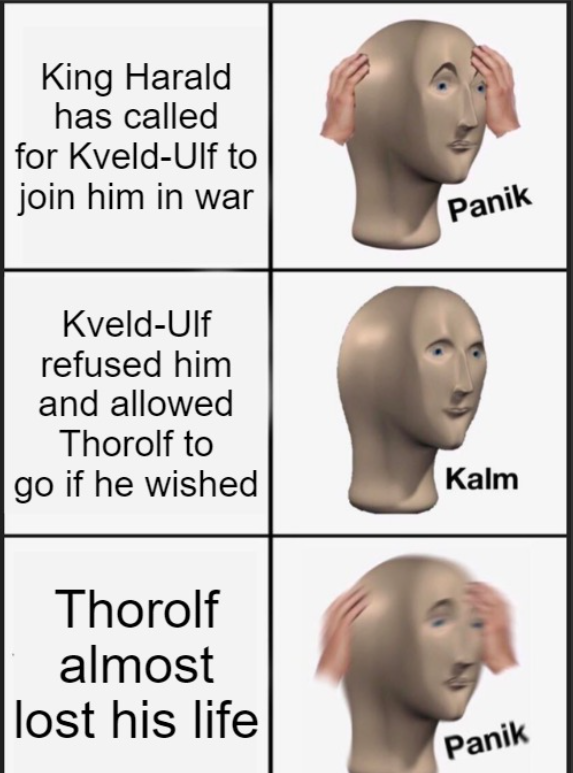 King Harald
has called
for Kveld-Ulf to
join him in war
Panik
Kveld-Ulf
refused him
and allowed
Thorolf to
go if he wished
Kalm
Thorolf
almost
lost his life
Panik